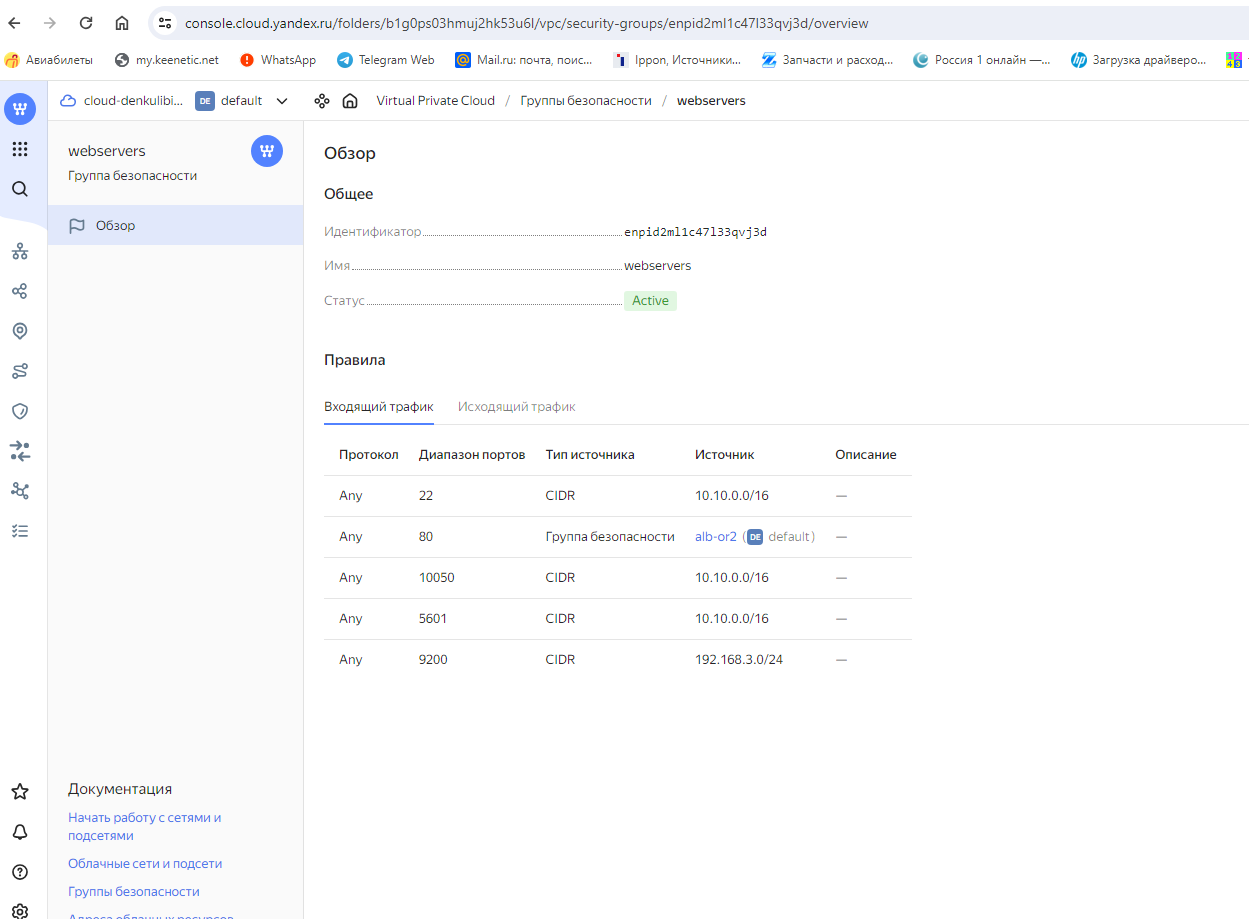 console.cloud.yandex.ru/folders/b1g0ps03hmuj2hk53u6l/vpc/security-groups/enpid2ml1c47l33qvj3d/overview
Авиабилеты my.keenetic.net WhatsApp Telegram Web Mail.ru: почта, поис... Ippon, Источники... Запчасти и расход... Россия 1 онлайн —... Загрузка драйверо...
cloud-denkulibi... DE default Virtual Private Cloud / Группы безопасности / webservers
webservers
Группа безопасности
Обзор
Обзор
Общее
Идентификатор enpid2ml1c47l33qvj3d
Имя webservers
Статус Active
Правила
Входящий трафик Исходящий трафик
Протокол Диапазон портов Тип источника Источник Описание
Any 22 CIDR 10.10.0.0/16 —
Any 80 Группа безопасности alb-or2 (DE default) —
Any 10050 CIDR 10.10.0.0/16 —
Any 5601 CIDR 10.10.0.0/16 —
Any 9200 CIDR 192.168.3.0/24 —
Документация
Начать работу с сетями и
подсетями
Облачные сети и подсети
Группы безопасности
Адреса облачных ресурсов